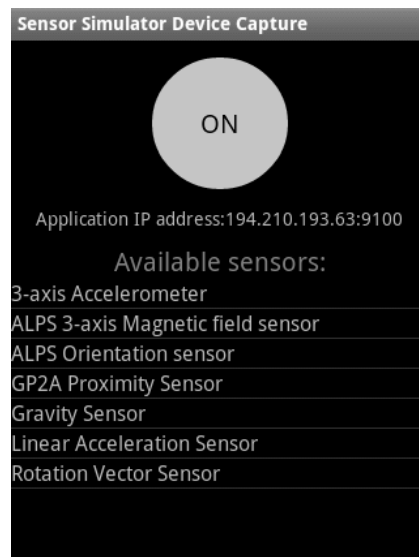 Sensor Simulator Device Capture
ON
Application IP address:194.210.193.63:9100
Available sensors:
3-axis Accelerometer
ALPS 3-axis Magnetic field sensor
ALPS Orientation sensor
GP2A Proximity Sensor
Gravity Sensor
Linear Acceleration Sensor
Rotation Vector Sensor